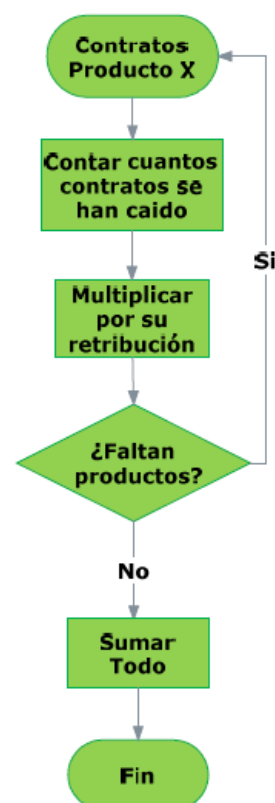 Contratos
Producto X
Contar cuantos
contratos se
han caido
Si
Multiplicar
por su
retribución
¿Faltan
productos?
No
Sumar
Todo
Fin